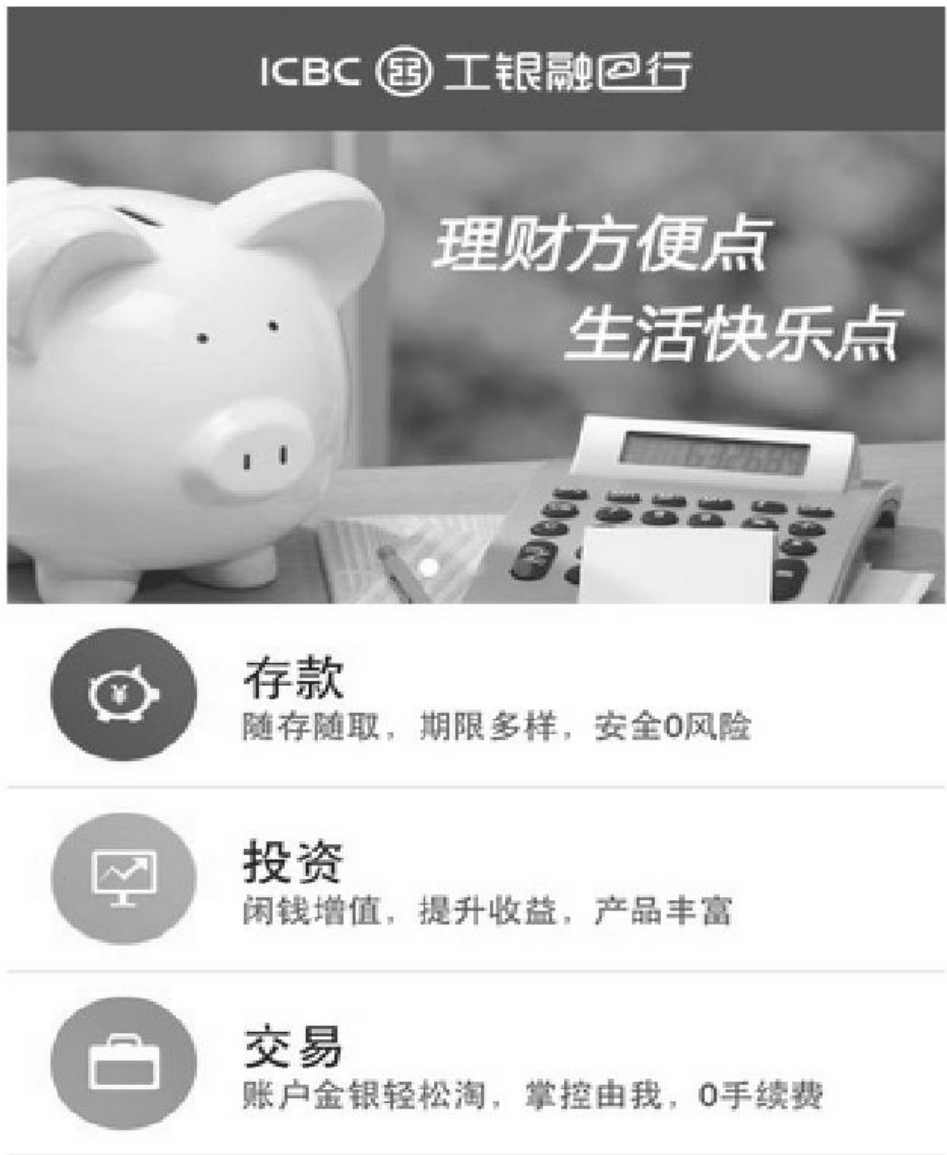 ICBC 工银融e行
理财方便点
生活快乐点
存款
随存随取，期限多样，安全0风险
投资
闲钱增值，提升收益，产品丰富
交易
账户金银轻松淘，掌控由我，0手续费